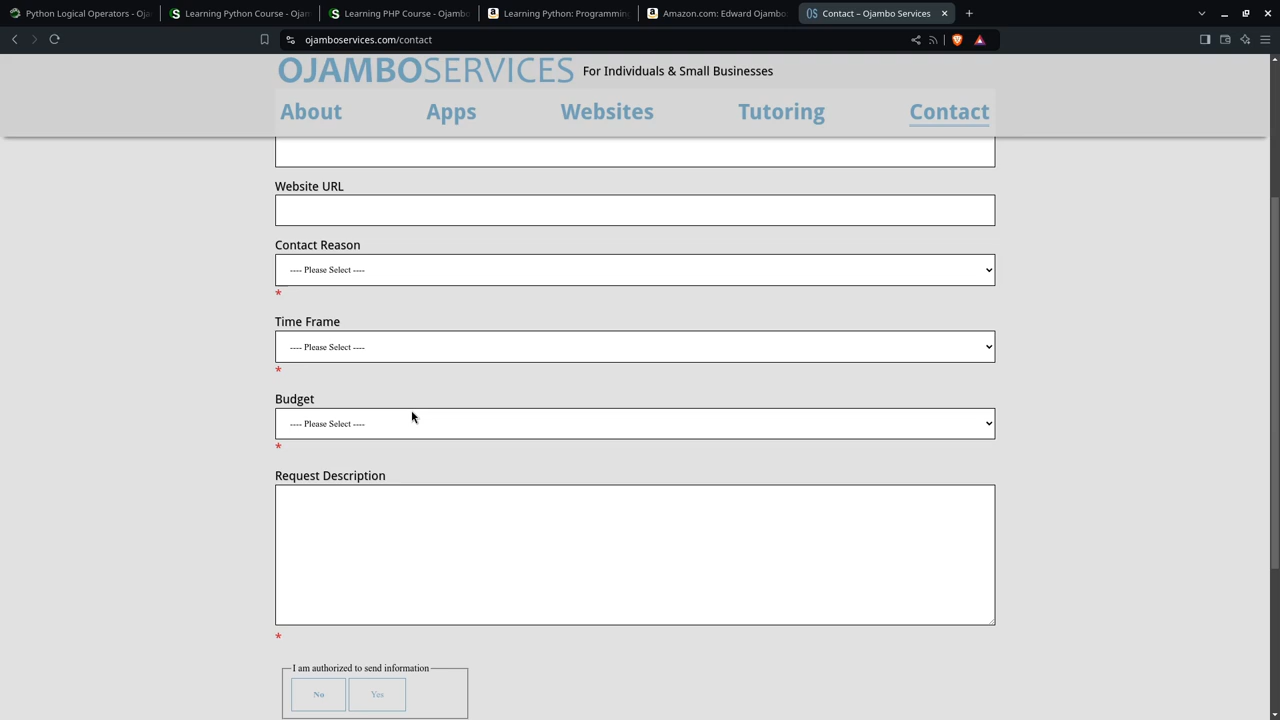 Python Logical Operators - Oja
Learning Python Course - Ojam
Learning PHP Course - Ojambo
Learning Python: Programming
Amazon.com: Edward Ojambo
Contact – Ojambo Services
ojamboservices.com/contact
OJAMBOSERVICES For Individuals & Small Businesses
About Apps Websites Tutoring Contact
Website URL
Contact Reason
---- Please Select ----
*
Time Frame
---- Please Select ----
*
Budget
---- Please Select ----
*
Request Description
*
I am authorized to send information
No Yes